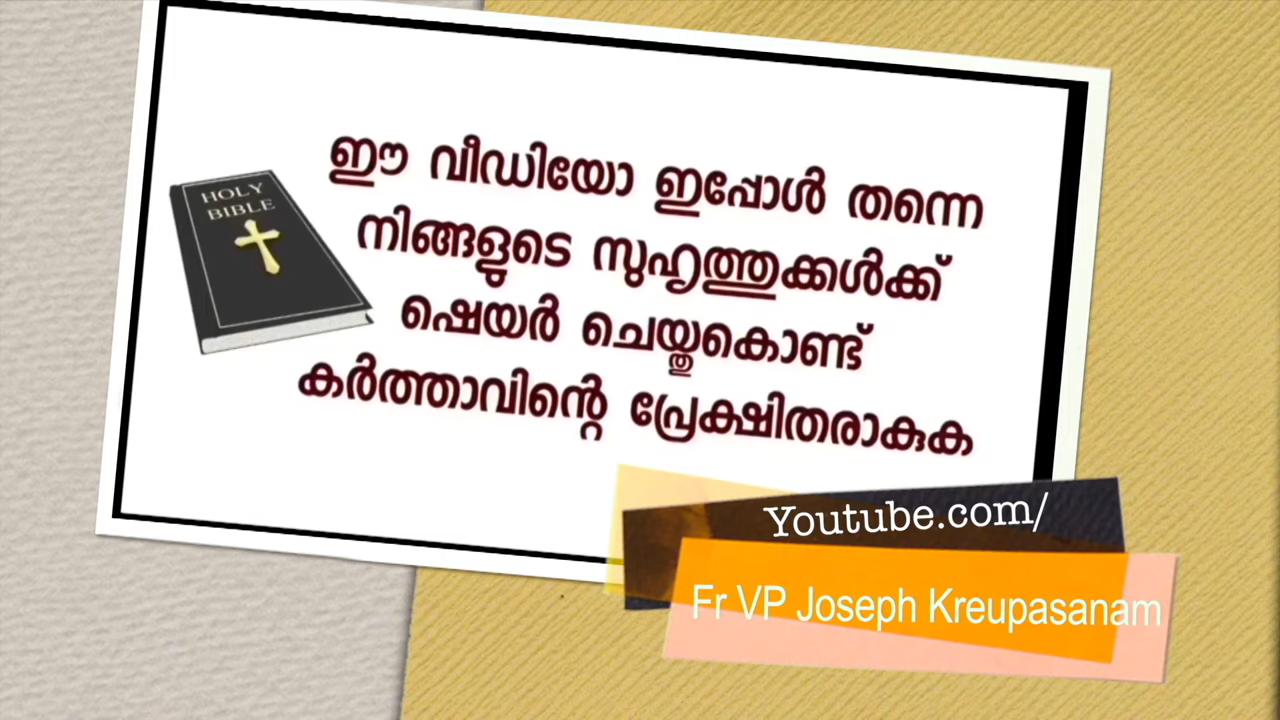 HOLY
BIBLE
ഈ വീഡിയോ ഇപ്പോൾ തന്നെ
നിങ്ങളുടെ സുഹൃത്തുക്കൾക്ക്
ഷെയർ ചെയ്തുകൊണ്ട്
കർത്താവിന്റെ പ്രേക്ഷിതരാകുക
Youtube.com/
Fr VP Joseph Kreupasanam